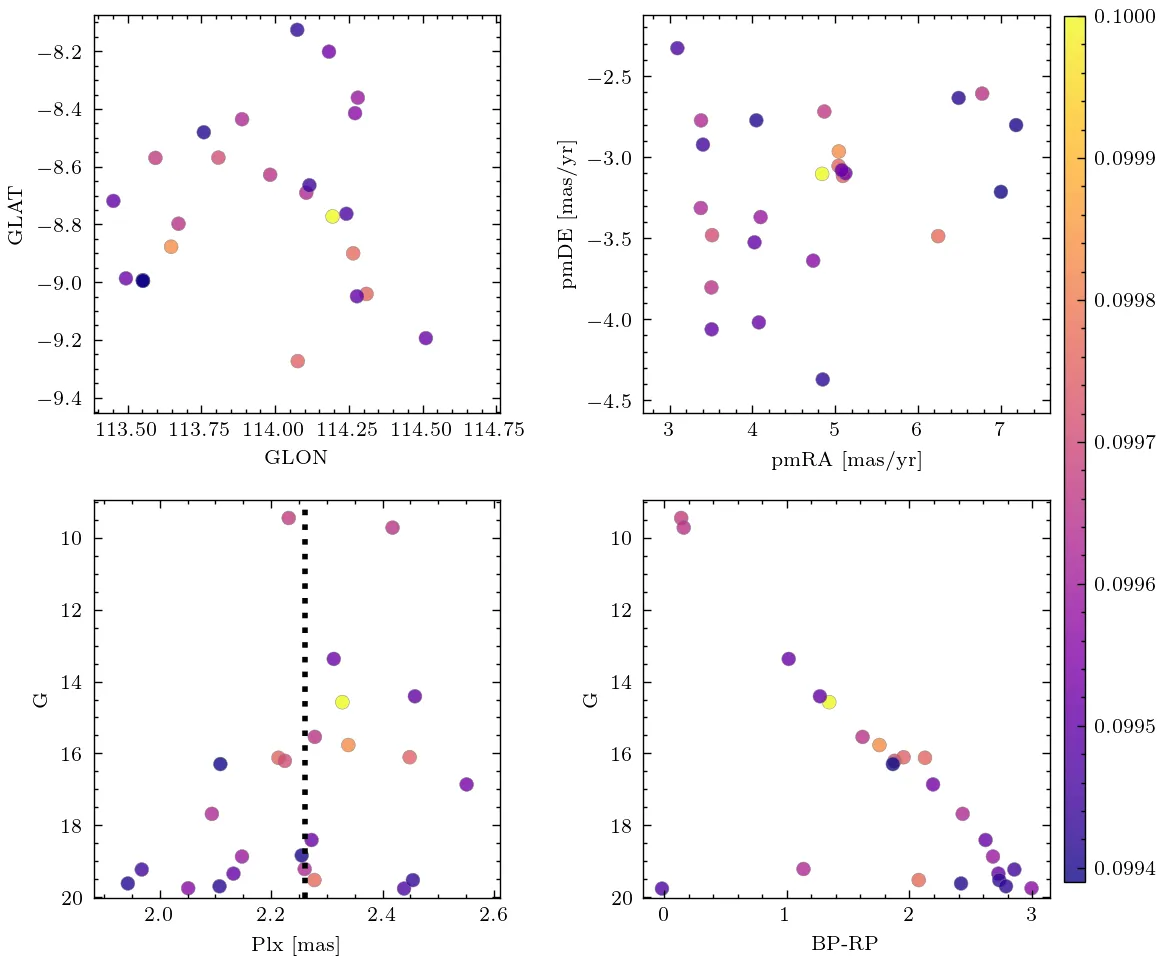 −8.2
−8.4
−8.6
−8.8
−9.0
−9.2
−9.4
GLAT
113.50 113.75 114.00 114.25 114.50 114.75
GLON
−2.5
−3.0
−3.5
−4.0
−4.5
pmDE [mas/yr]
3 4 5 6 7
pmRA [mas/yr]
0.1000
0.0999
0.0998
0.0997
0.0996
0.0995
0.0994
10
12
14
16
18
20
G
2.0 2.2 2.4 2.6
Plx [mas]
10
12
14
16
18
20
G
0 1 2 3
BP-RP